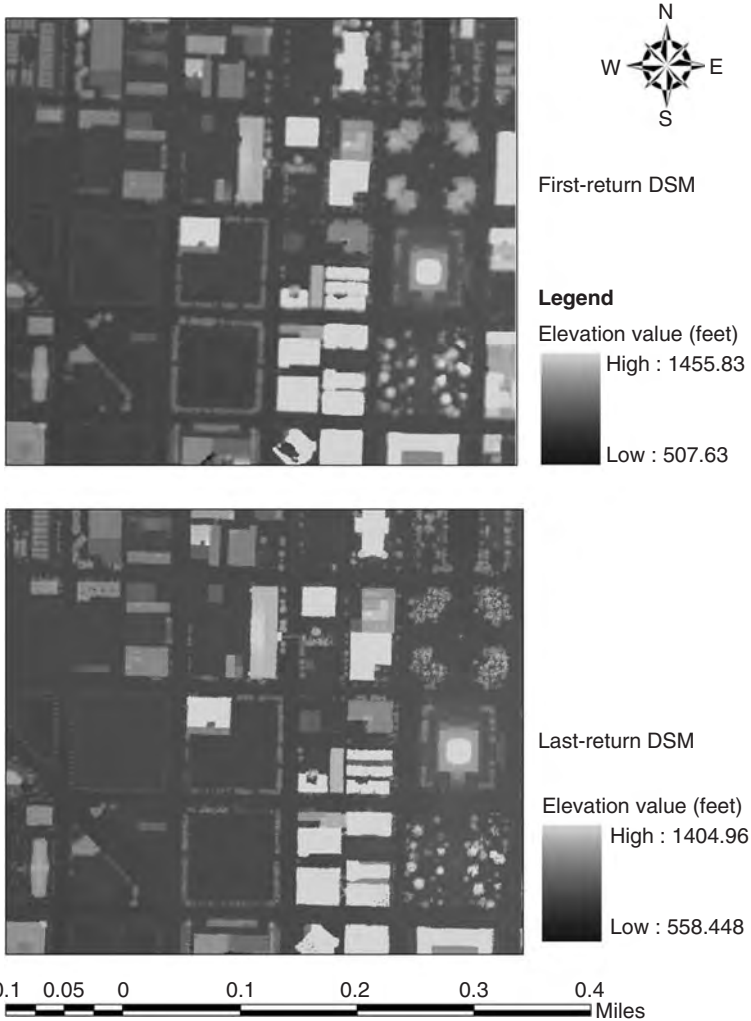 N
W E
S
First-return DSM
Legend
Elevation value (feet)
High : 1455.83
Low : 507.63
Last-return DSM
Elevation value (feet)
High : 1404.96
Low : 558.448
0.1 0.05 0 0.1 0.2 0.3 0.4
Miles